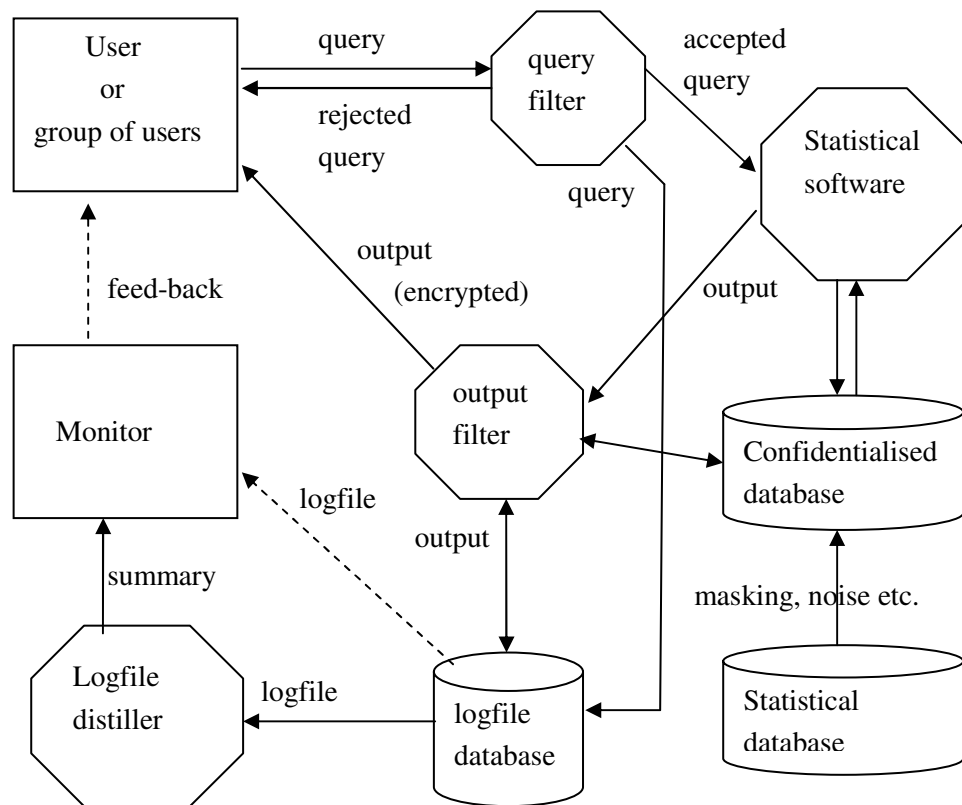 User
or
group of users
query
rejected
query
query
filter
accepted
query
query
Statistical
software
output
(encrypted)
output
feed-back
Monitor
output
filter
Confidentialised
database
logfile
output
summary
masking, noise etc.
Logfile
distiller
logfile
logfile
database
Statistical
database